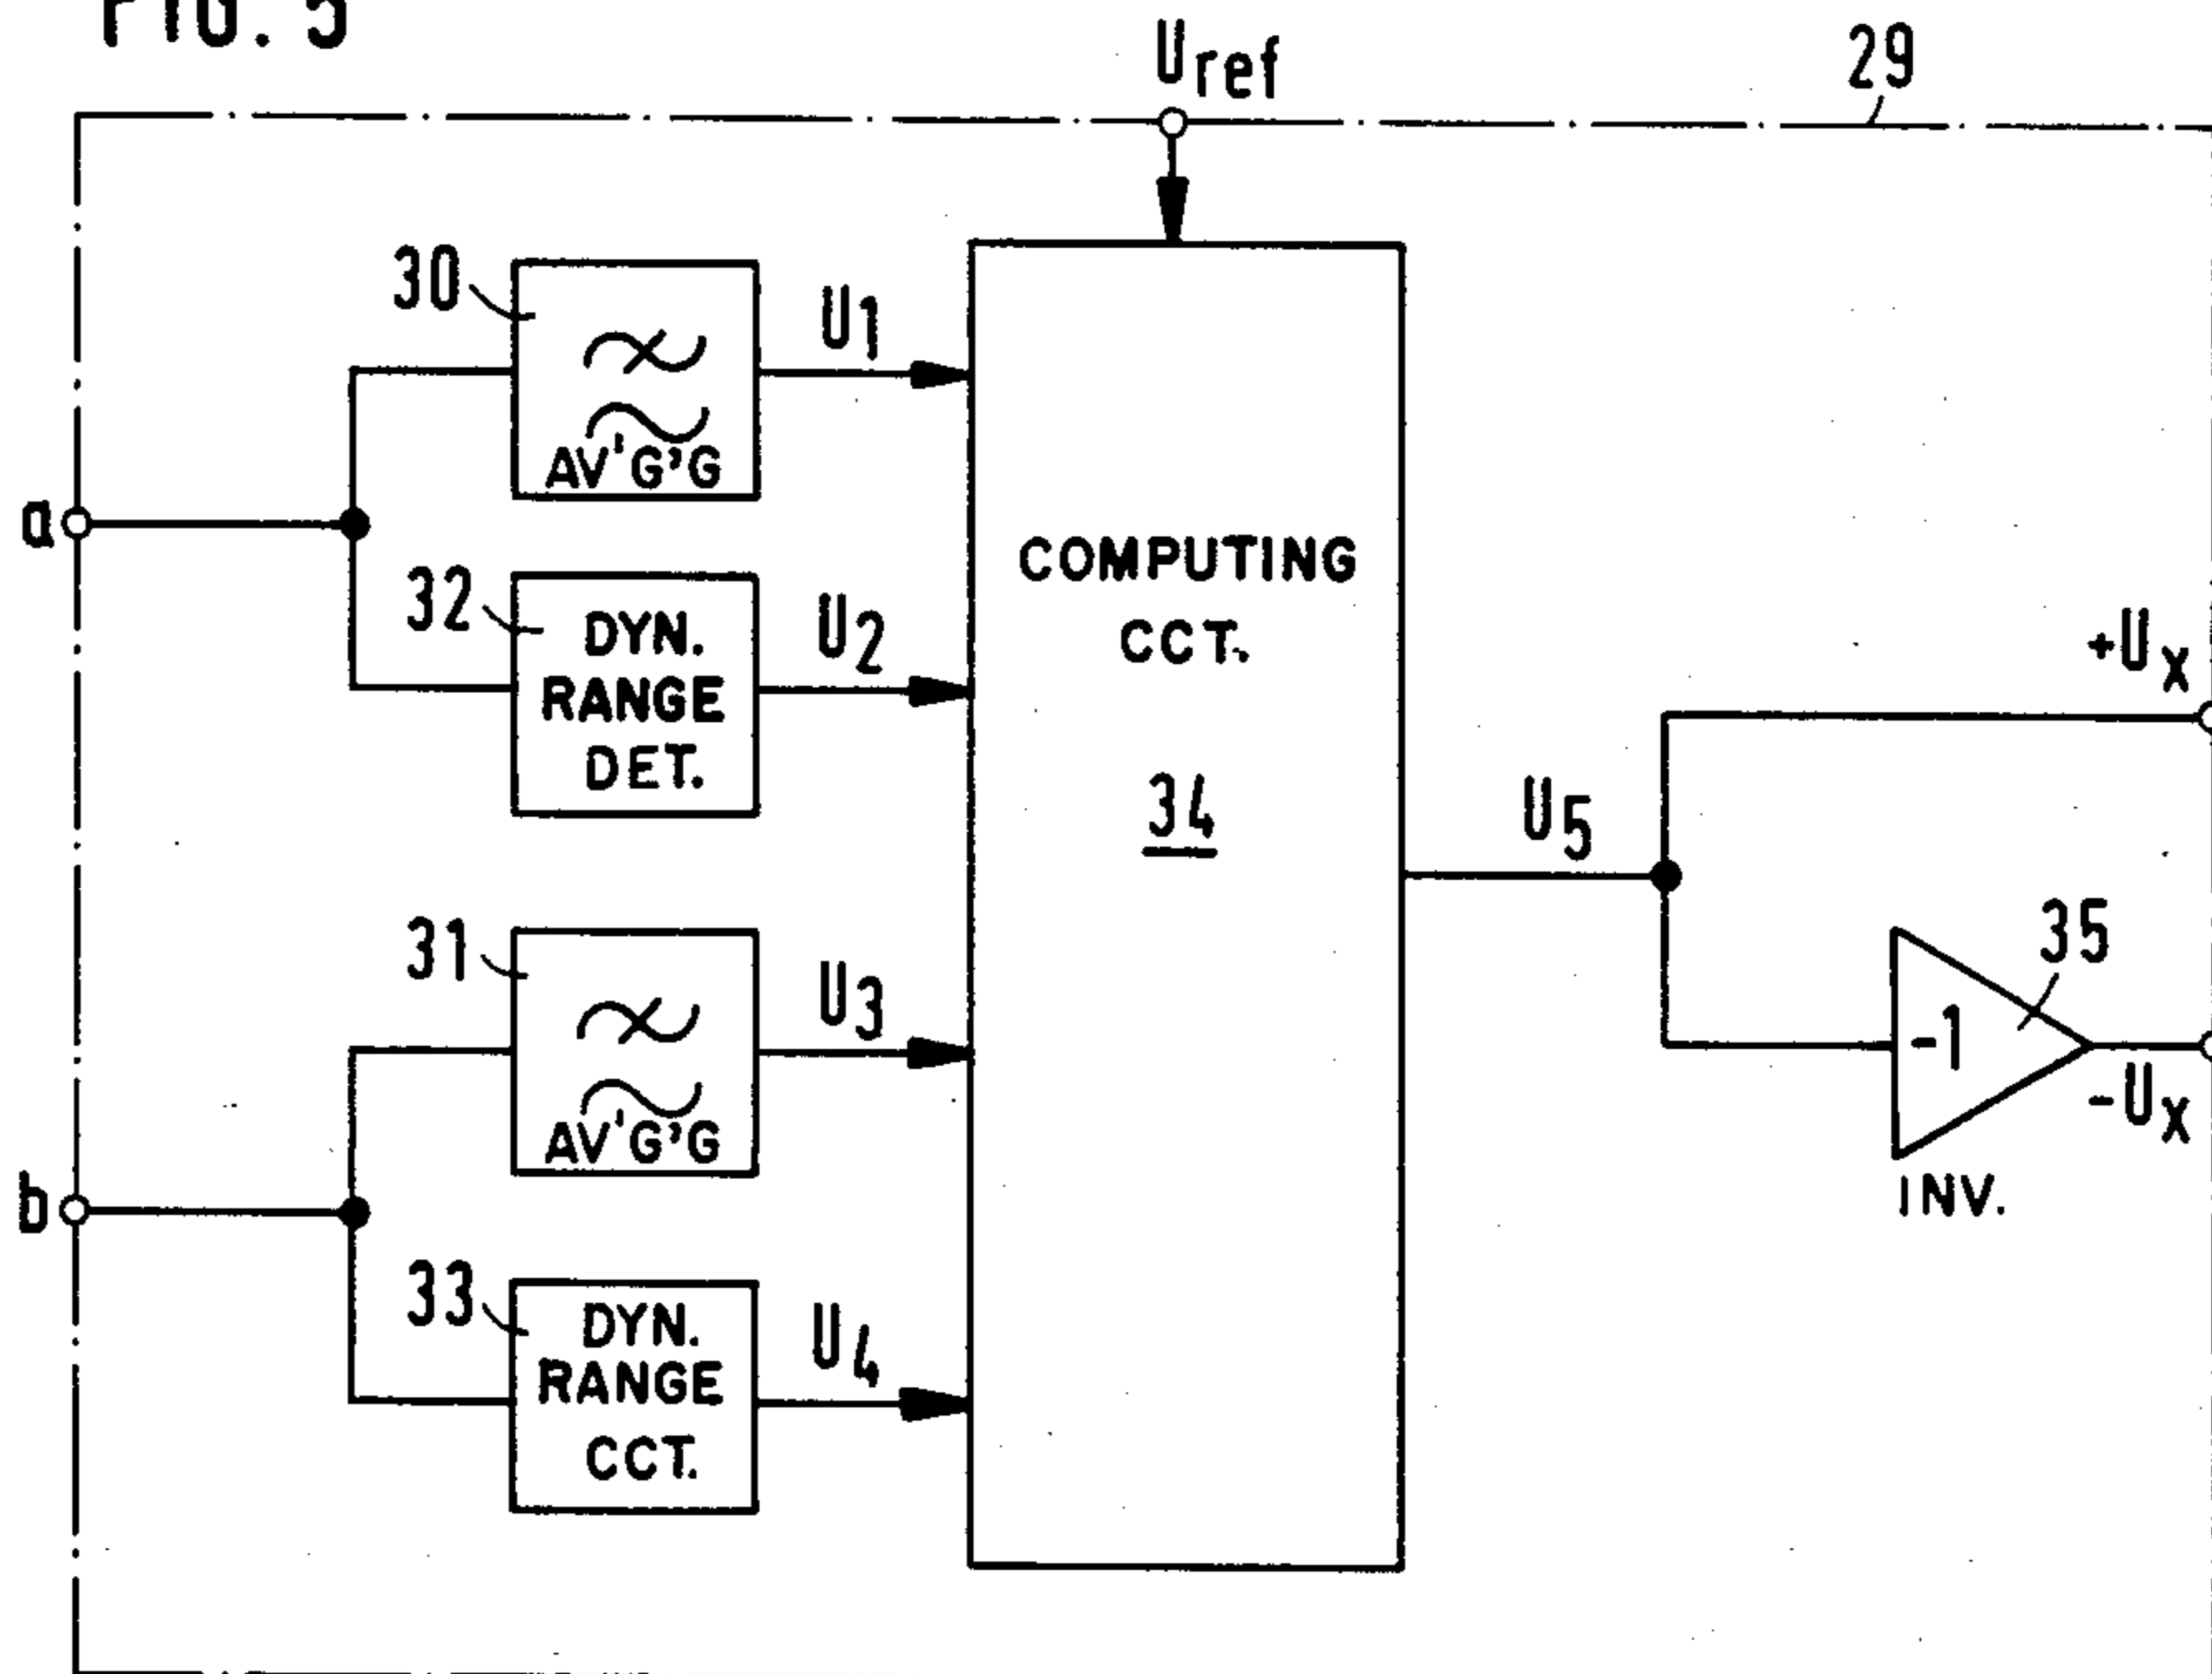 FIG. 5
Uref
29
30
AV'G'G
U1
a
32
DYN.
RANGE
DET.
U2
COMPUTING
CCT.
34
+Ux
U5
31
AV'G'G
U3
35
-1
-Ux
INV.
b
33
DYN.
RANGE
CCT.
U4